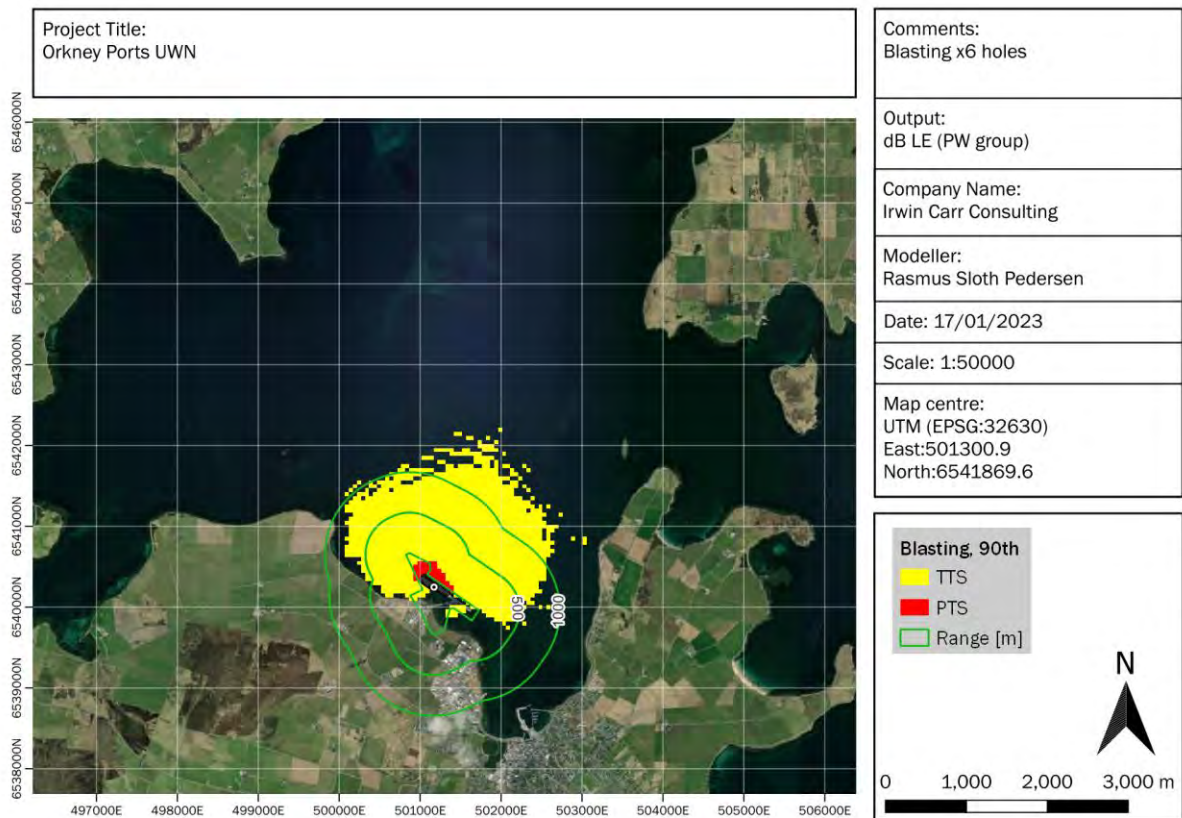 Project Title:
Orkney Ports UWN
Comments:
Blasting x6 holes
Output:
dB LE (PW group)
Company Name:
Irwin Carr Consulting
Modeller:
Rasmus Sloth Pedersen
Date: 17/01/2023
Scale: 1:50000
Map centre:
UTM (EPSG:32630)
East:501300.9
North:6541869.6
6546000N
6545000N
6544000N
6543000N
6542000N
6541000N
6540000N
6539000N
6538000N
500
1000
497000E
498000E
499000E
500000E
501000E
502000E
503000E
504000E
505000E
506000E
Blasting, 90th
TTS
PTS
Range [m]
N
0 1,000 2,000 3,000 m